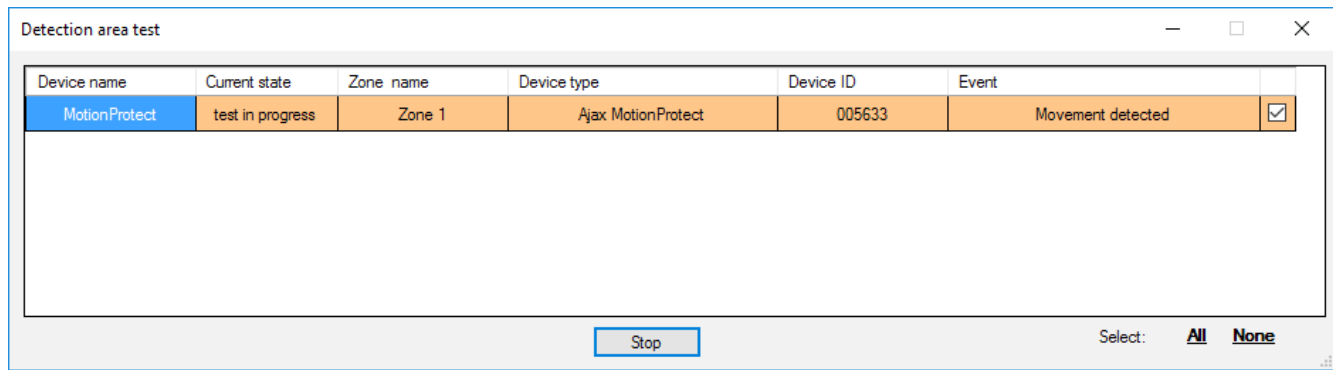 Detection area test
Device name Current state Zone name Device type Device ID Event
MotionProtect test in progress Zone 1 Ajax MotionProtect 005633 Movement detected
Stop Select: All None